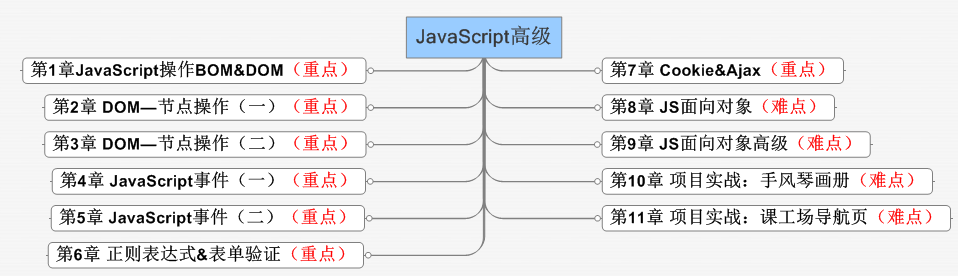 JavaScript高级
第1章JavaScript操作BOM&DOM（重点）
第2章 DOM—节点操作（一）（重点）
第3章 DOM—节点操作（二）（重点）
第4章 JavaScript事件（一）（重点）
第5章 JavaScript事件（二）（重点）
第6章 正则表达式&表单验证（重点）
第7章 Cookie&Ajax（重点）
第8章 JS面向对象（难点）
第9章 JS面向对象高级（难点）
第10章 项目实战：手风琴画册（难点）
第11章 项目实战：课工场导航页（难点）